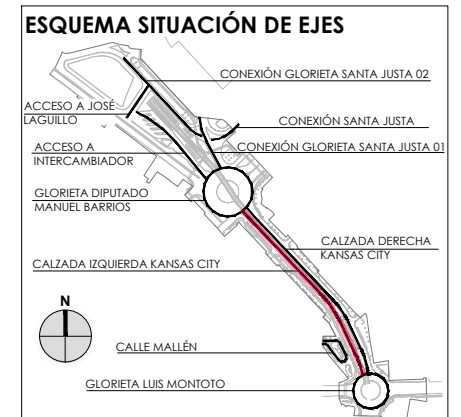 ESQUEMA SITUACIÓN DE EJES
CONEXIÓN GLORIETA SANTA JUSTA 02
ACCESO A JOSÉ
LAGUILLO
CONEXIÓN SANTA JUSTA
ACCESO A
INTERCAMBIADOR
CONEXIÓN GLORIETA SANTA JUSTA 01
GLORIETA DIPUTADO
MANUEL BARRIOS
CALZADA DERECHA
KANSAS CITY
CALZADA IZQUIERDA KANSAS CITY
N
CALLE MALLÉN
GLORIETA LUIS MONTOTO